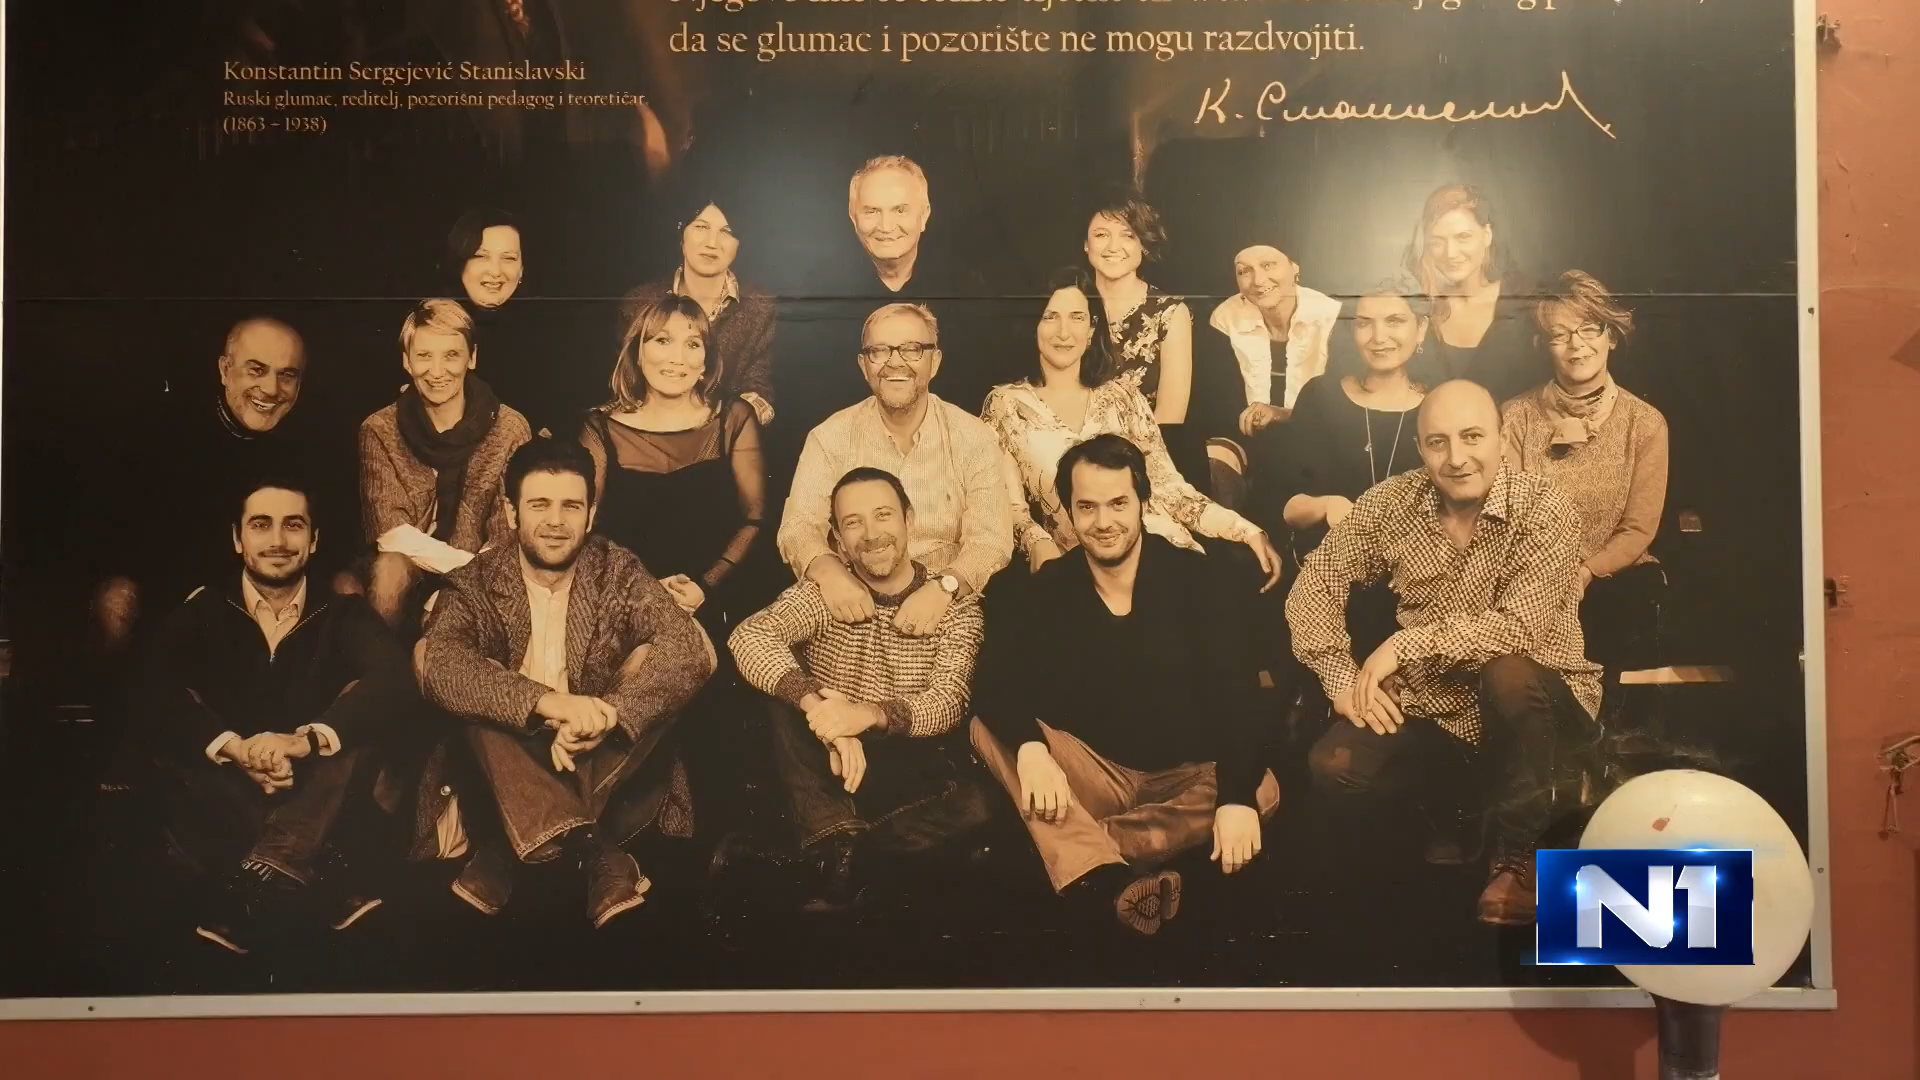 da se glumac i pozorište ne mogu razdvojiti.
Konstantin Sergejević Stanislavski
Ruski glumac, reditelj, pozorišni pedagog i teoretičar.
(1863 – 1938)
К. Станиславский
N1